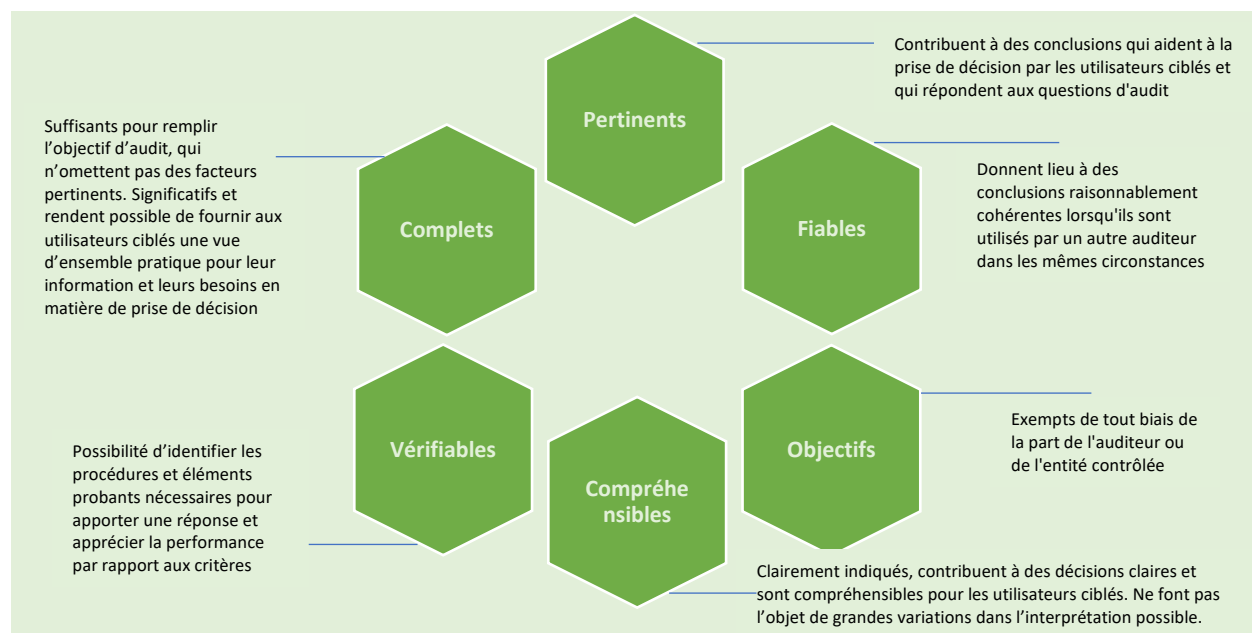 Pertinents
Contribuent à des conclusions qui aident à la
prise de décision par les utilisateurs ciblés et
qui répondent aux questions d'audit
Fiables
Donnent lieu à des
conclusions raisonnablement
cohérentes lorsqu'ils sont
utilisés par un autre auditeur
dans les mêmes circonstances
Objectifs
Exempts de tout biais de
la part de l'auditeur ou
de l'entité contrôlée
Compréhe
nsibles
Clairement indiqués, contribuent à des décisions claires et
sont compréhensibles pour les utilisateurs ciblés. Ne font pas
l’objet de grandes variations dans l’interprétation possible.
Vérifiables
Possibilité d’identifier les
procédures et éléments
probants nécessaires pour
apporter une réponse et
apprécier la performance
par rapport aux critères
Complets
Suffisants pour remplir
l’objectif d’audit, qui
n’omettent pas des facteurs
pertinents. Significatifs et
rendent possible de fournir aux
utilisateurs ciblés une vue
d’ensemble pratique pour leur
information et leurs besoins en
matière de prise de décision